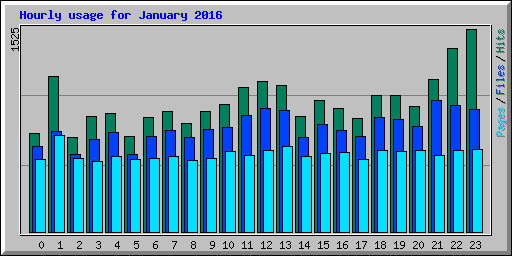 Hourly usage for January 2016
1525
Pages / Files / Hits
0 1 2 3 4 5 6 7 8 9 10 11 12 13 14 15 16 17 18 19 20 21 22 23